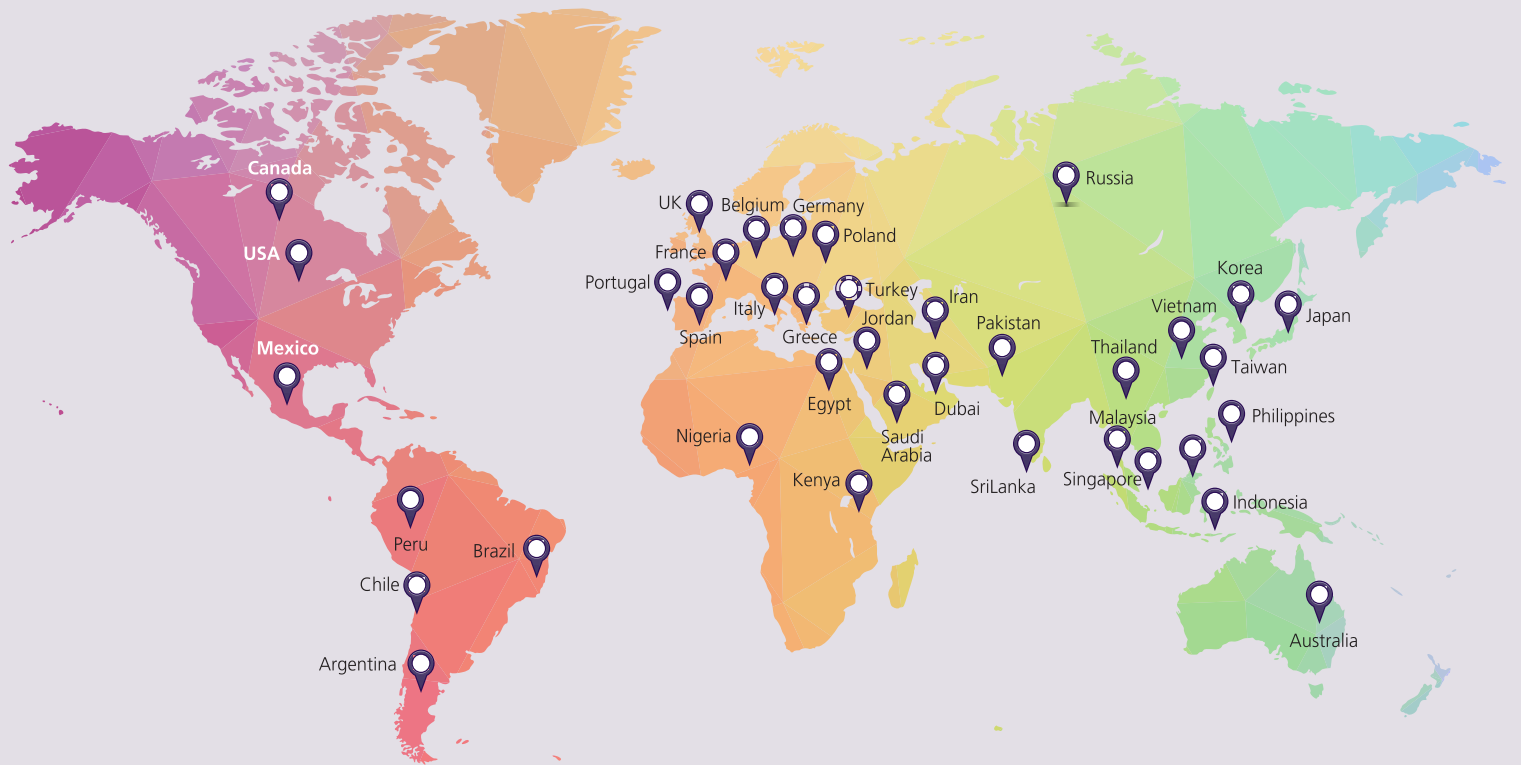 Canada
USA
Mexico
Peru
Brazil
Chile
Argentina
UK
Belgium
Germany
Poland
France
Portugal
Spain
Italy
Greece
Turkey
Jordan
Iran
Pakistan
Egypt
Dubai
Saudi
Arabia
Nigeria
Kenya
SriLanka
Russia
Korea
Japan
Vietnam
Thailand
Taiwan
Malaysia
Philippines
Singapore
Indonesia
Australia